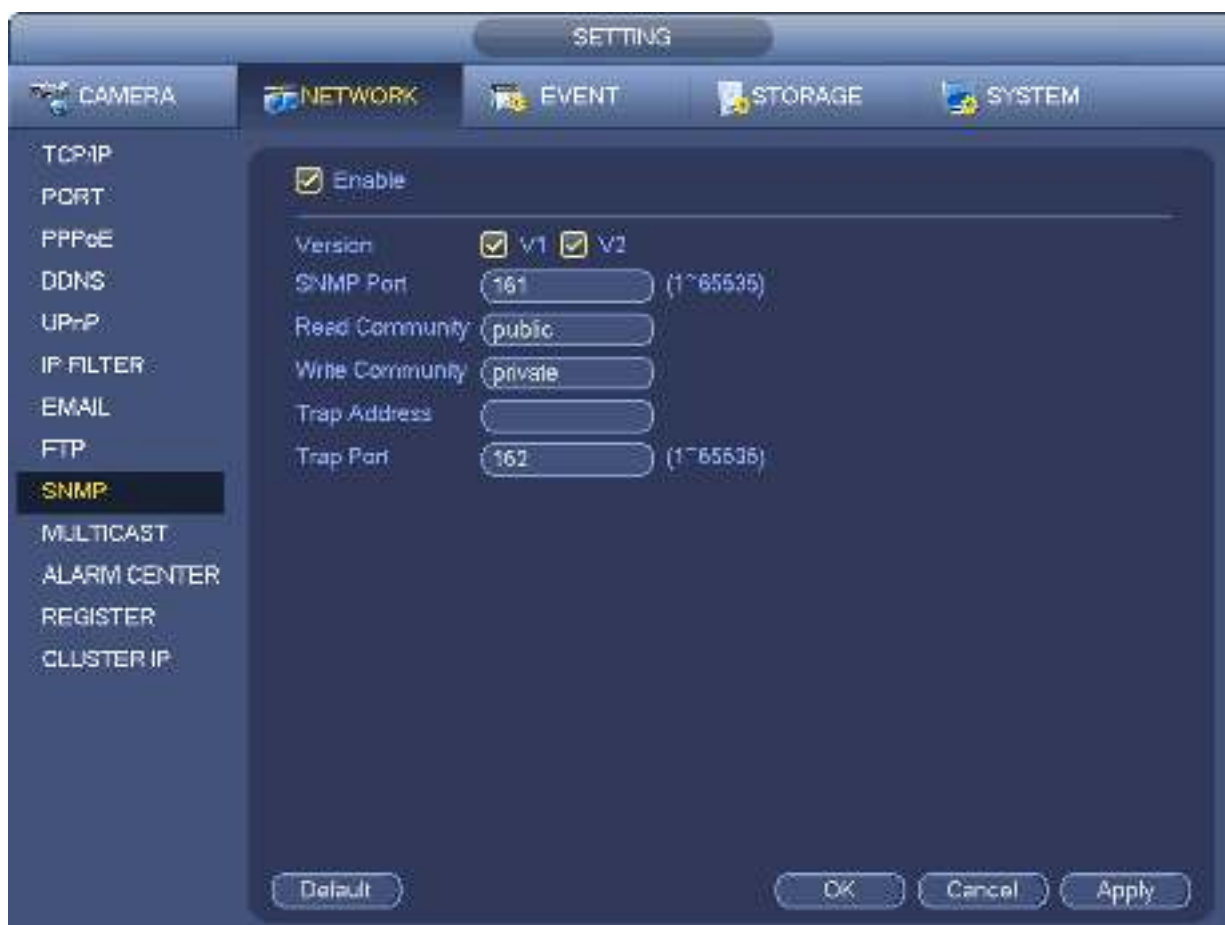 SETTING
CAMERA NETWORK EVENT STORAGE SYSTEM
TCP/IP
PORT
PPPoE
DDNS
UPnP
IP FILTER
EMAIL
FTP
SNMP
MULTICAST
ALARM CENTER
REGISTER
CLUSTER IP
Enable
Version V1 V2
SNMP Port 161 (1~65535)
Read Community public
Write Community private
Trap Address
Trap Port 162 (1~65535)
Default OK Cancel Apply